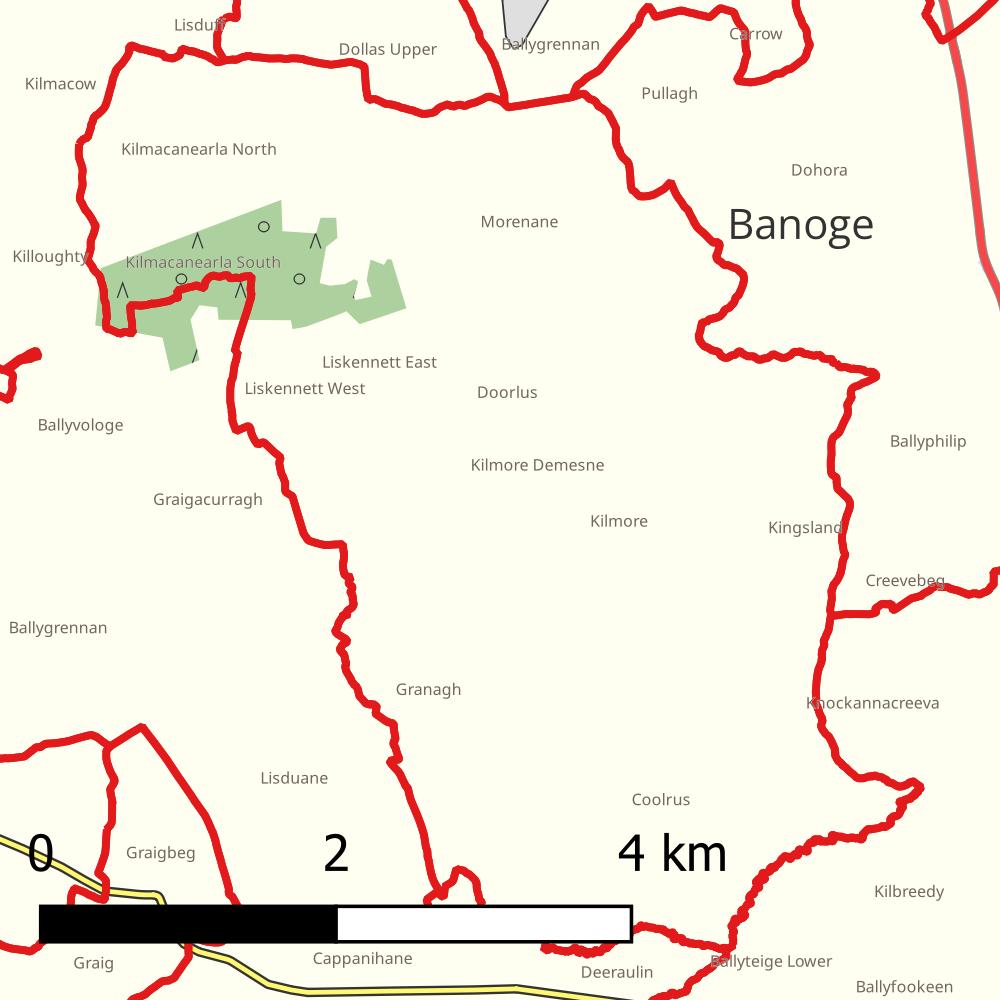 Lisduff
Dollas Upper
Ballygrennan
Carrow
Kilmacow
Pullagh
Kilmacanearla North
Dohora
Morenane
Banoge
Killoughty
Kilmacanearla South
Liskennett East
Liskennett West
Doorlus
Ballyvologe
Ballyphilip
Kilmore Demesne
Graigacurragh
Kilmore
Kingsland
Creevebeg
Ballygrennan
Granagh
Knockannacreeva
Lisduane
Coolrus
0 2 4 km
Graigbeg
Kilbreedy
Graig
Cappanihane
Deeraulin
Ballyteige Lower
Ballyfookeen